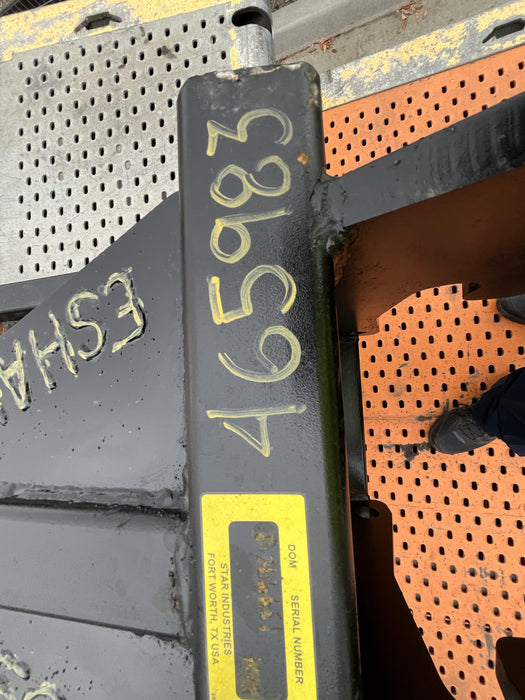 465983
ESHA
DOM SERIAL NUMBER
STAR INDUSTRIES
FORT WORTH, TX USA